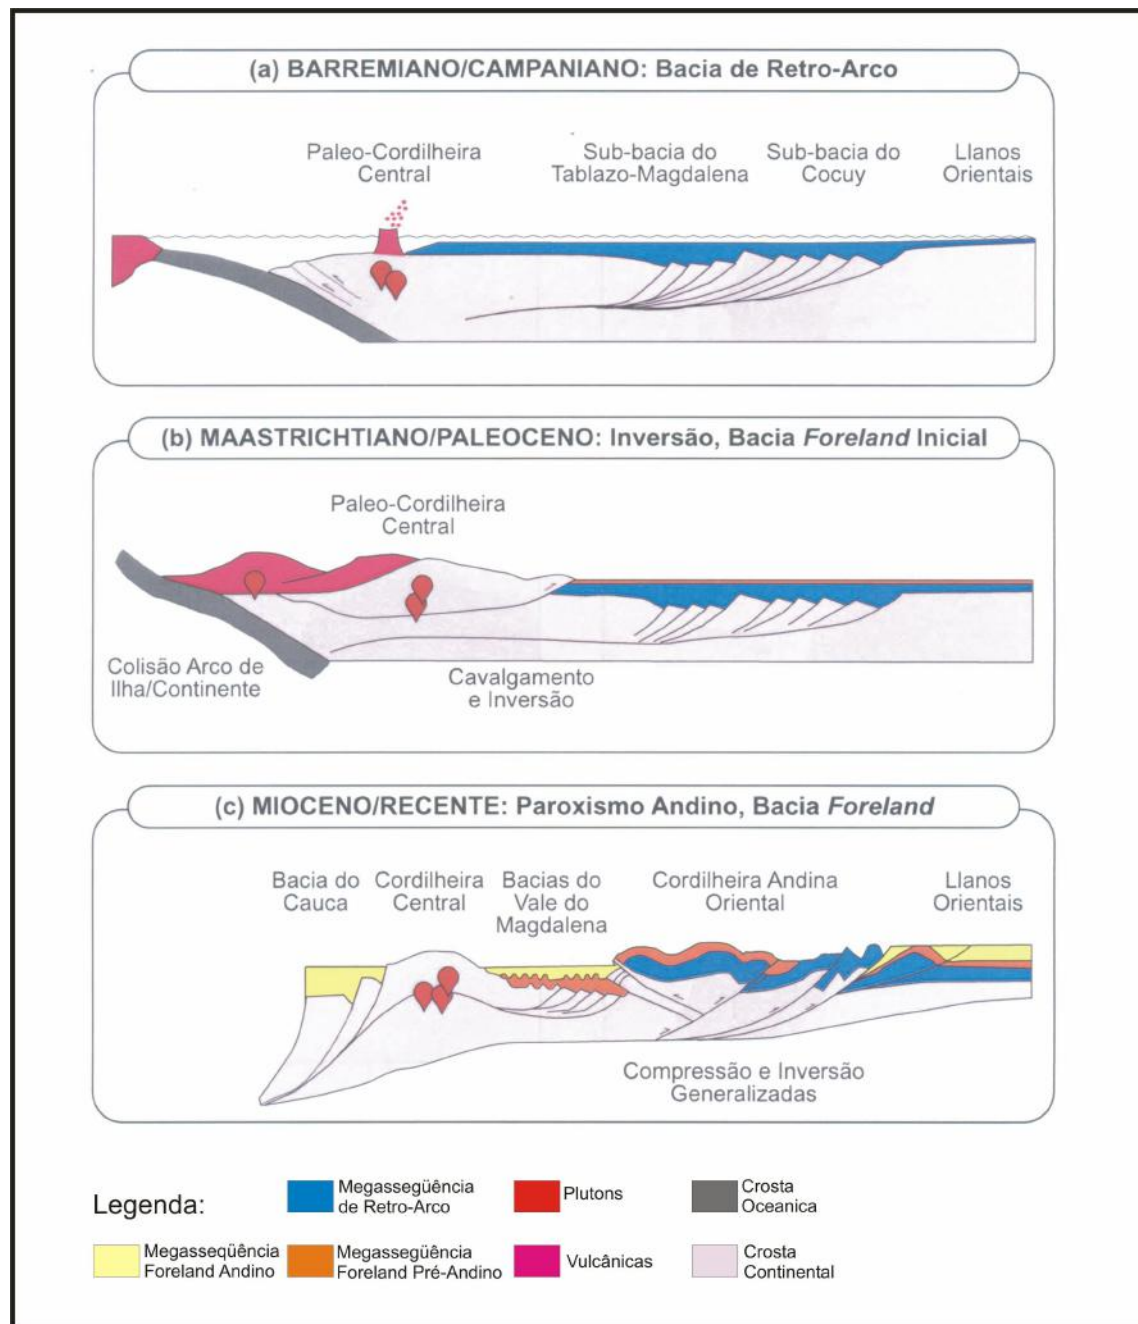 (a) BARREMIANO/CAMPANIANO: Bacia de Retro-Arco
Paleo-Cordilheira
Central
Sub-bacia do
Tablazo-Magdalena
Sub-bacia do
Cocuy
Llanos
Orientais
(b) MAASTRICHTIANO/PALEOCENO: Inversão, Bacia Foreland Inicial
Paleo-Cordilheira
Central
Colisão Arco de
Ilha/Continente
Cavalgamento
e Inversão
(c) MIOCENO/RECENTE: Paroxismo Andino, Bacia Foreland
Bacia do
Cauca
Cordilheira
Central
Bacias do
Vale do
Magdalena
Cordilheira Andina
Oriental
Llanos
Orientais
Compressão e Inversão
Generalizadas
Legenda:
Megassegüência
de Retro-Arco
Plutons
Crosta
Oceanica
Megasseqüência
Foreland Andino
Megassegüência
Foreland Pré-Andino
Vulcânicas
Crosta
Continental